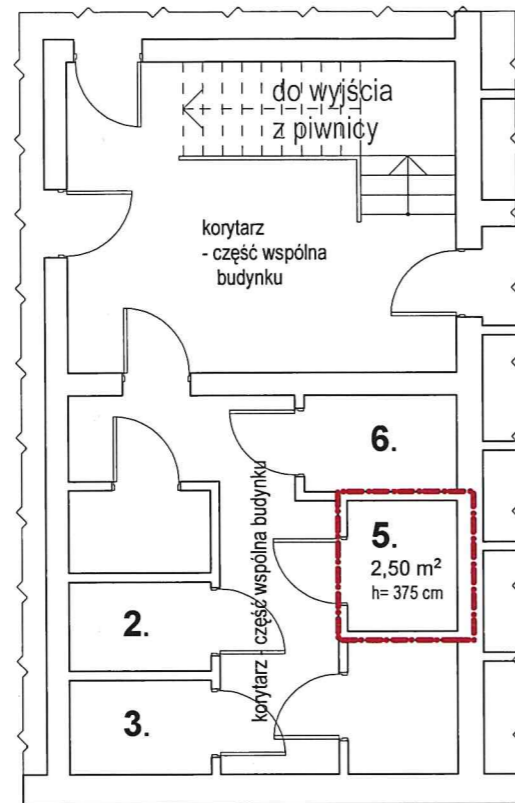 do wyjścia
z piwnicy
korytarz
- część wspólna
budynku
6.
korytarz - część wspólna budynku
5.
2,50 m²
h= 375 cm
2.
3.